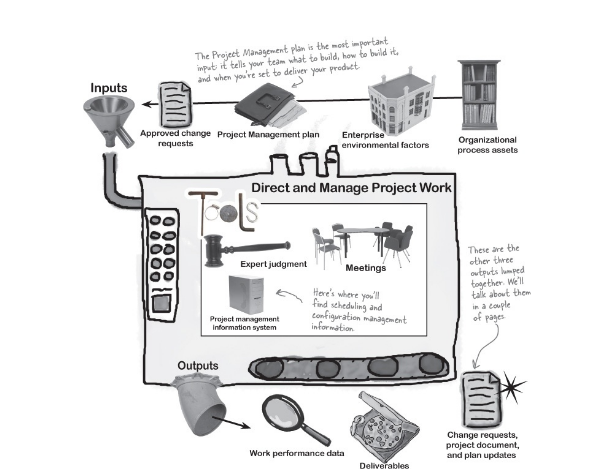 The Project Management plan is the most important
input: it tells your team what to build, how to build it,
and when you're set to deliver your product.
Inputs
Approved change
requests
Project Management plan
Enterprise
environmental factors
Organizational
process assets
Direct and Manage Project Work
Tools
Expert judgment
Meetings
Project management
information system
Here's where you'll
find scheduling and
configuration management
information.
These are the
other three
outputs lumped
together. We'll
talk about them
in a couple
of pages.
Outputs
Work performance data
Deliverables
Change requests,
project document,
and plan updates